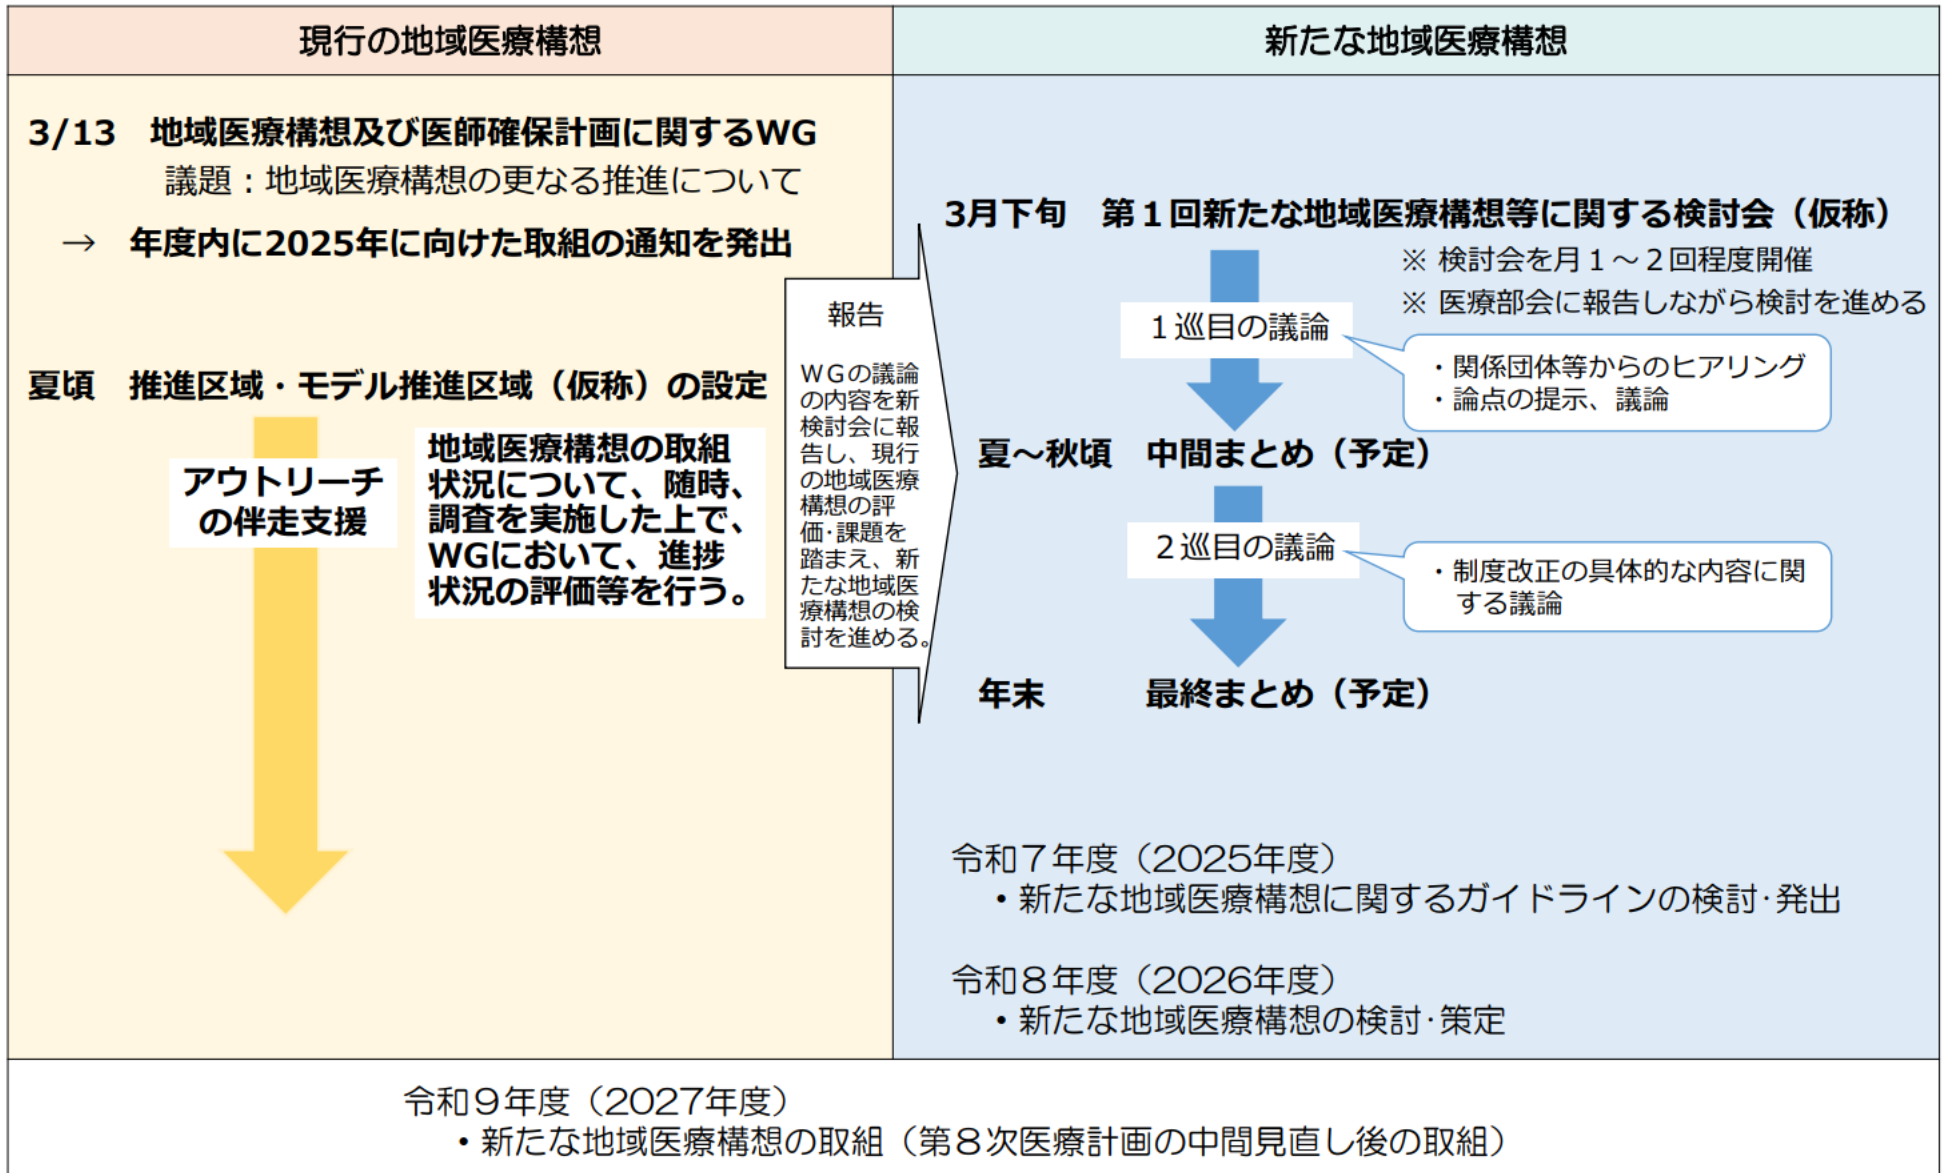 現行の地域医療構想
3/13　地域医療構想及び医師確保計画に関するWG
議題：地域医療構想の更なる推進について
→　年度内に2025年に向けた取組の通知を発出
夏頃　推進区域・モデル推進区域（仮称）の設定
アウトリーチ
の伴走支援
地域医療構想の取組
状況について、随時、
調査を実施した上で、
WGにおいて、進捗
状況の評価等を行う。
報告
ＷＧの議論
の内容を新
検討会に報
告し、現行
の地域医療
構想の評
価･課題を
踏まえ、新
たな地域医
療構想の検
討を進める。
新たな地域医療構想
3月下旬　第１回新たな地域医療構想等に関する検討会（仮称）
※ 検討会を月１～２回程度開催
※ 医療部会に報告しながら検討を進める
１巡目の議論
・関係団体等からのヒアリング
・論点の提示、議論
夏～秋頃　中間まとめ（予定）
２巡目の議論
・制度改正の具体的な内容に関
する議論
年末　最終まとめ（予定）
令和７年度（2025年度）
・新たな地域医療構想に関するガイドラインの検討･発出
令和８年度（2026年度）
・新たな地域医療構想の検討･策定
令和９年度（2027年度）
・新たな地域医療構想の取組（第８次医療計画の中間見直し後の取組）